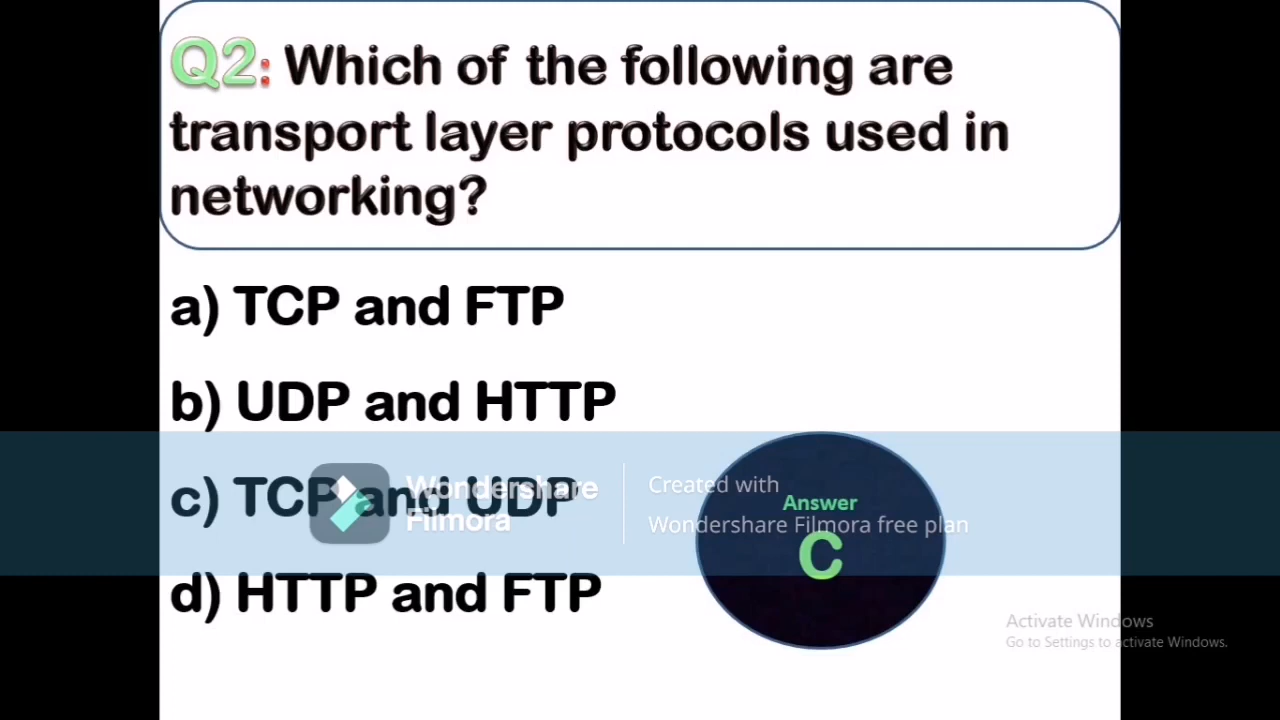 Q2: Which of the following are
transport layer protocols used in
networking?
a) TCP and FTP
b) UDP and HTTP
c) TCP and UDP
Wondershare
Filmora
Created with
Wondershare Filmora free plan
Answer
C
d) HTTP and FTP
Activate Windows
Go to Settings to activate Windows.